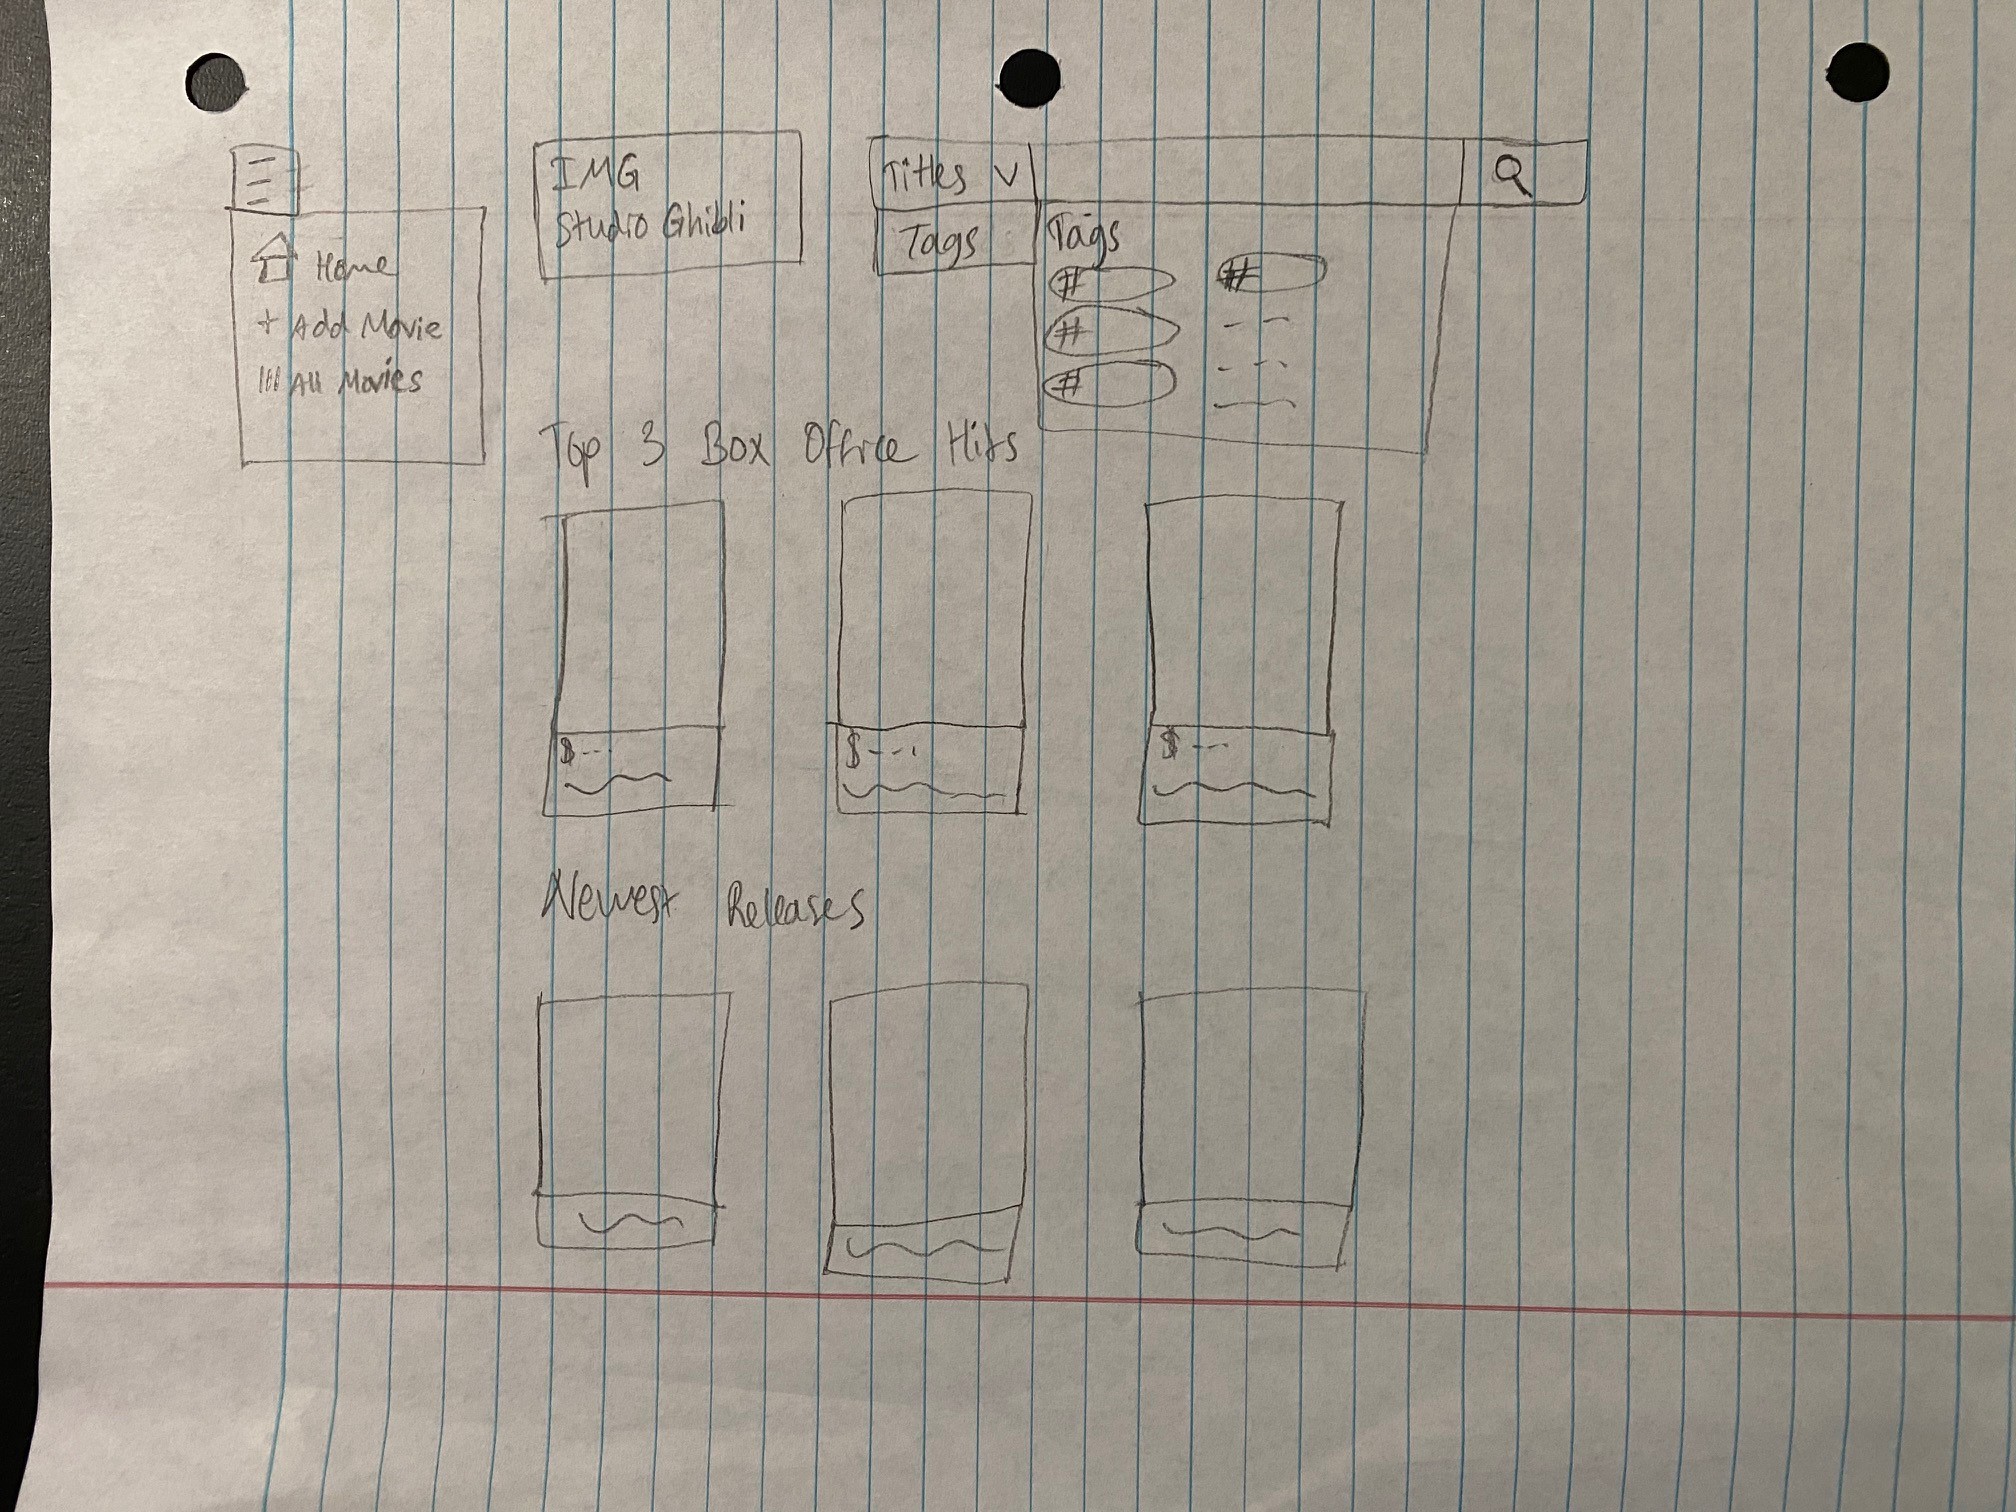 IMG
Studio Ghibli
Titles V
Tags
Tags
#
#
#
#
Home
+ Add Movie
All Movies
Top 3 Box Office Hits
$ ---
$ ---
$ ---
Newest Releases